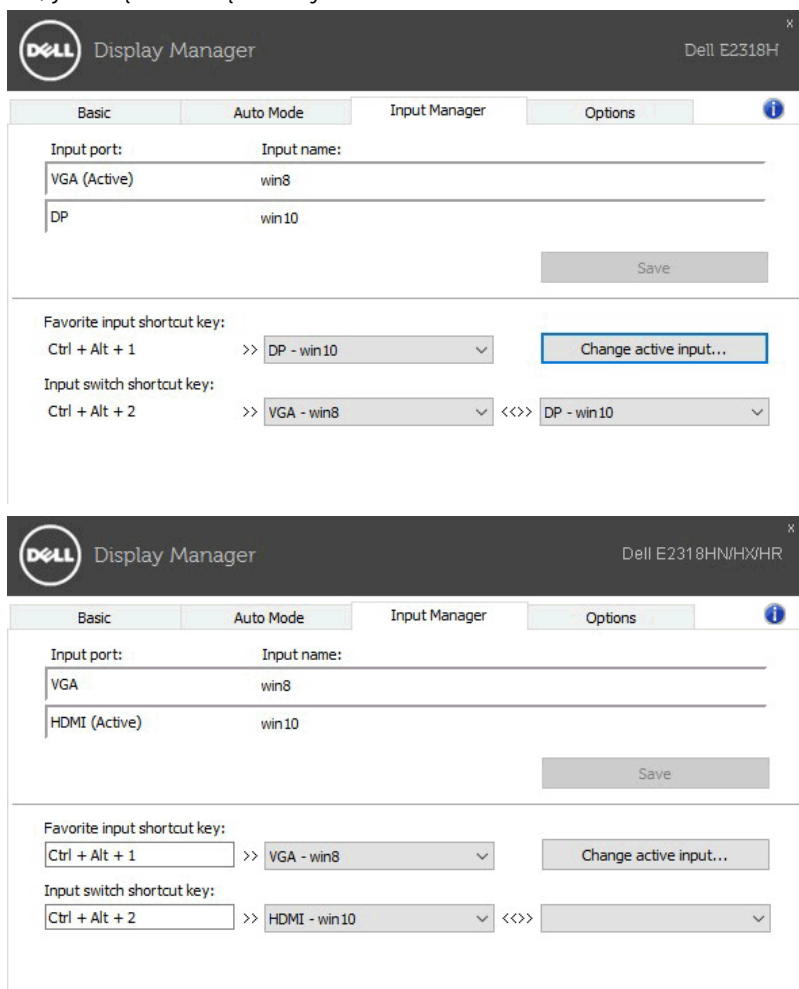 x
DELL Display Manager Dell E2318H
Basic Auto Mode Input Manager Options i
Input port: Input name:
VGA (Active) win8
DP win10
Save
Favorite input shortcut key:
Ctrl + Alt + 1 >> DP - win10 Change active input...
Input switch shortcut key:
Ctrl + Alt + 2 >> VGA - win8 <<>> DP - win10
x
DELL Display Manager Dell E2318HN/HX/HR
Basic Auto Mode Input Manager Options i
Input port: Input name:
VGA win8
HDMI (Active) win10
Save
Favorite input shortcut key:
Ctrl + Alt + 1 >> VGA - win8 Change active input...
Input switch shortcut key:
Ctrl + Alt + 2 >> HDMI - win10 <<>>